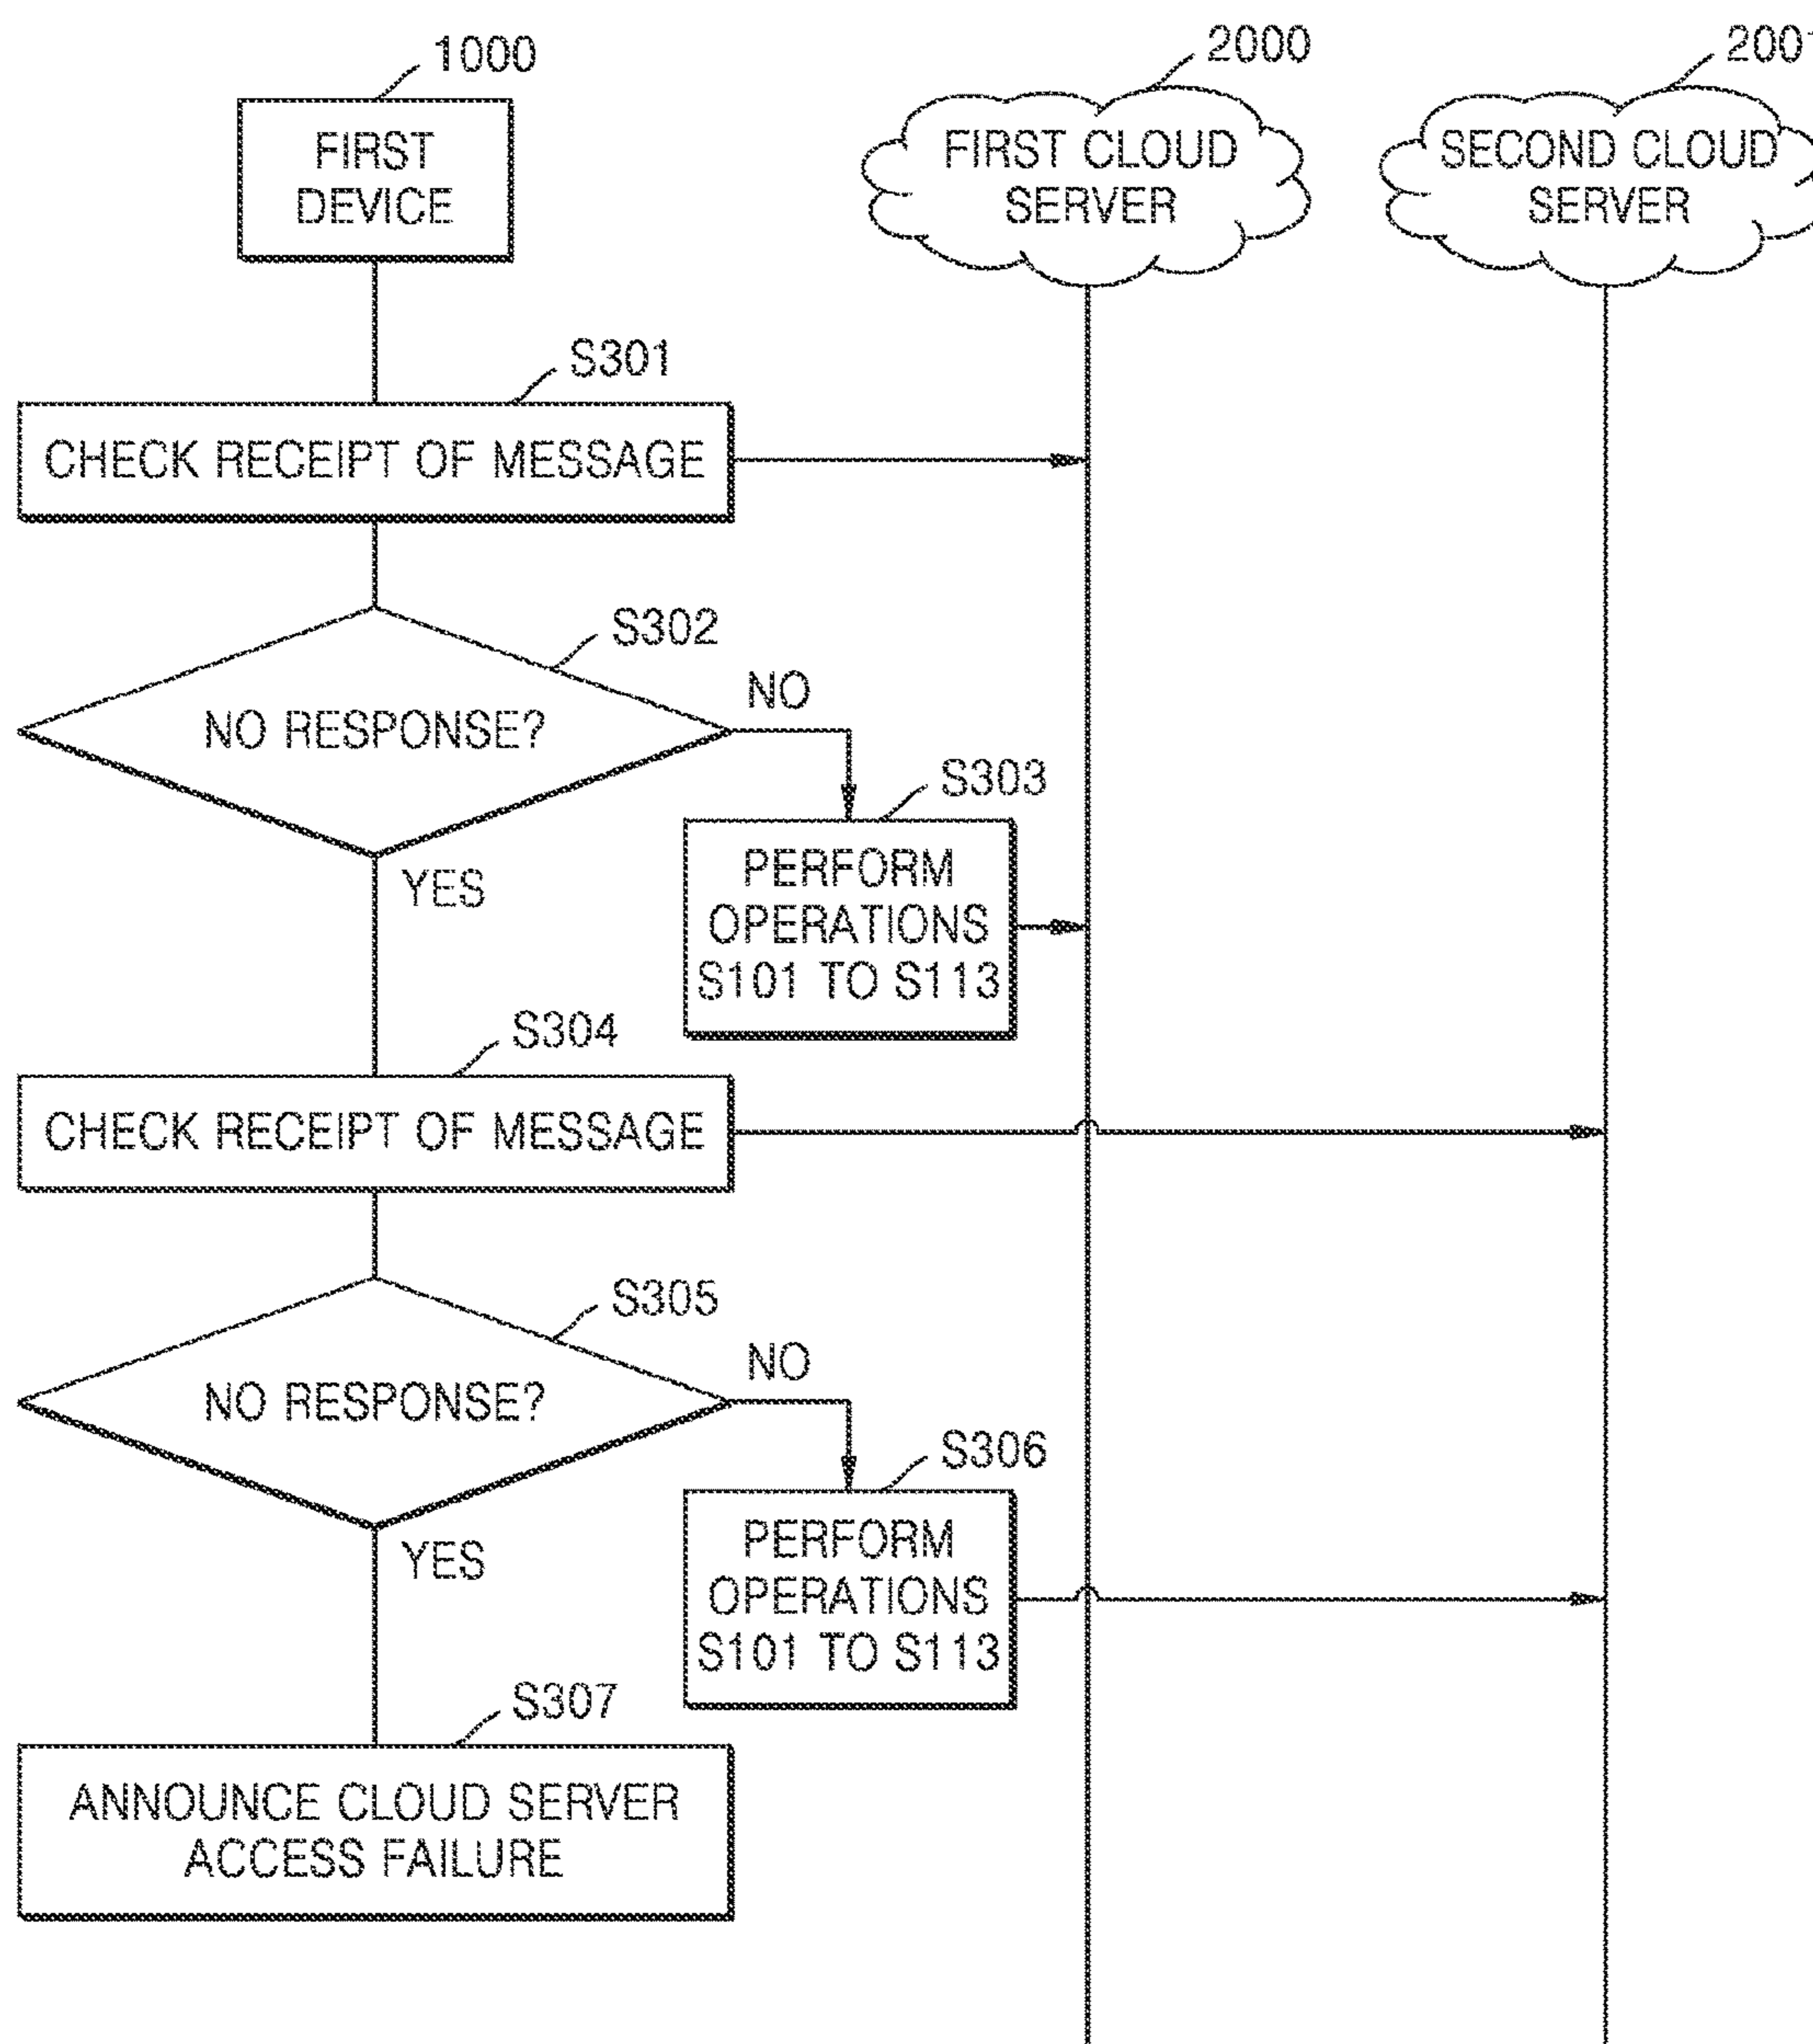 1000
2000
2001
FIRST
DEVICE
FIRST CLOUD
SERVER
SECOND CLOUD
SERVER
S301
CHECK RECEIPT OF MESSAGE
S302
NO RESPONSE?
NO
YES
S303
PERFORM
OPERATIONS
S101 TO S113
S304
CHECK RECEIPT OF MESSAGE
S305
NO RESPONSE?
NO
YES
S306
PERFORM
OPERATIONS
S101 TO S113
S307
ANNOUNCE CLOUD SERVER
ACCESS FAILURE